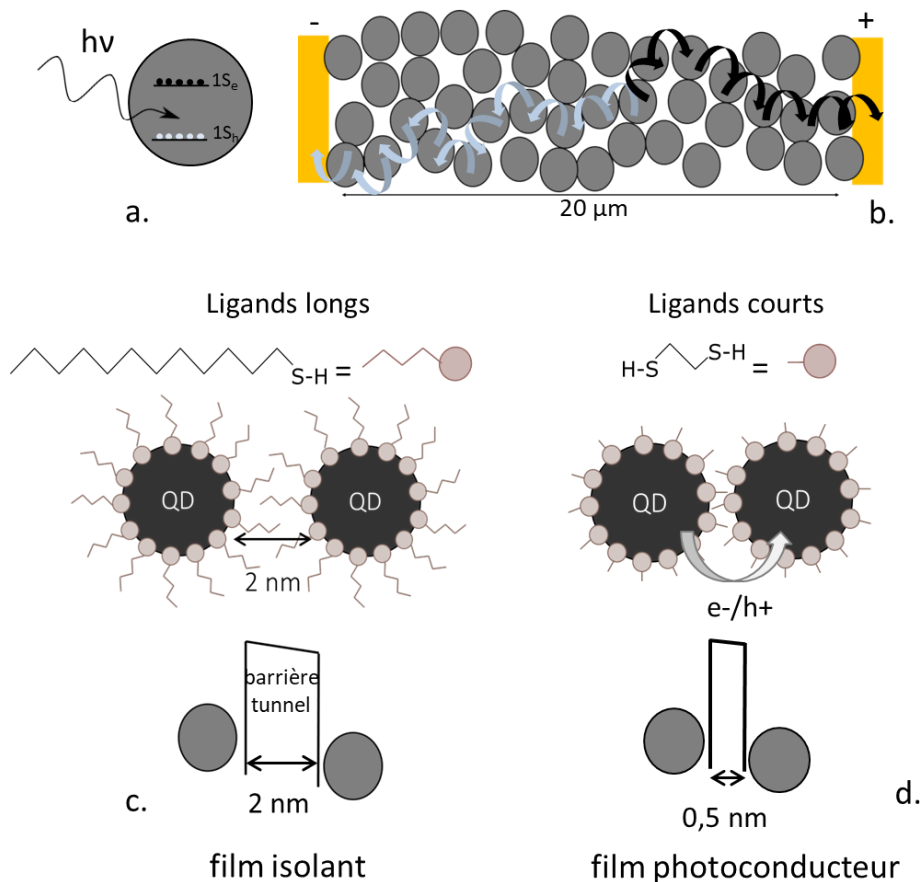 hν
1Sₑ
1Sₕ
a.
-
+
20 µm
b.
Ligands longs
Ligands courts
S-H =
H-S
S-H
=
QD
QD
2 nm
QD
QD
e-/h+
barrière
tunnel
2 nm
c.
0,5 nm
d.
film isolant
film photoconducteur